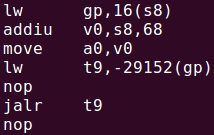 lw gp,16(s8)
addiu v0,s8,68
move a0,v0
lw t9,-29152(gp)
nop
jalr t9
nop